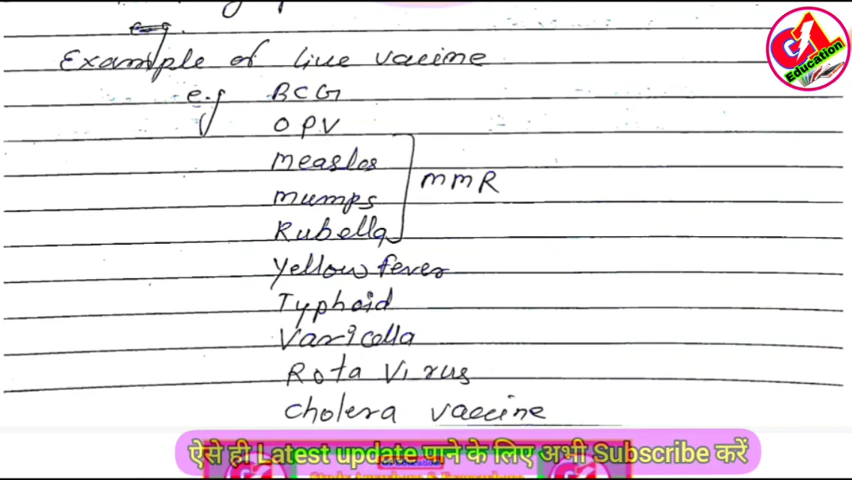 Example of live vaccine
e.g BCG
OPV
measles
mumps
Rubella
MMR
Yellow fever
Typhoid
Varicella
Rota Virus
cholera vaccine
Education
ऐसे ही Latest update पाने के लिए अभी Subscribe करें